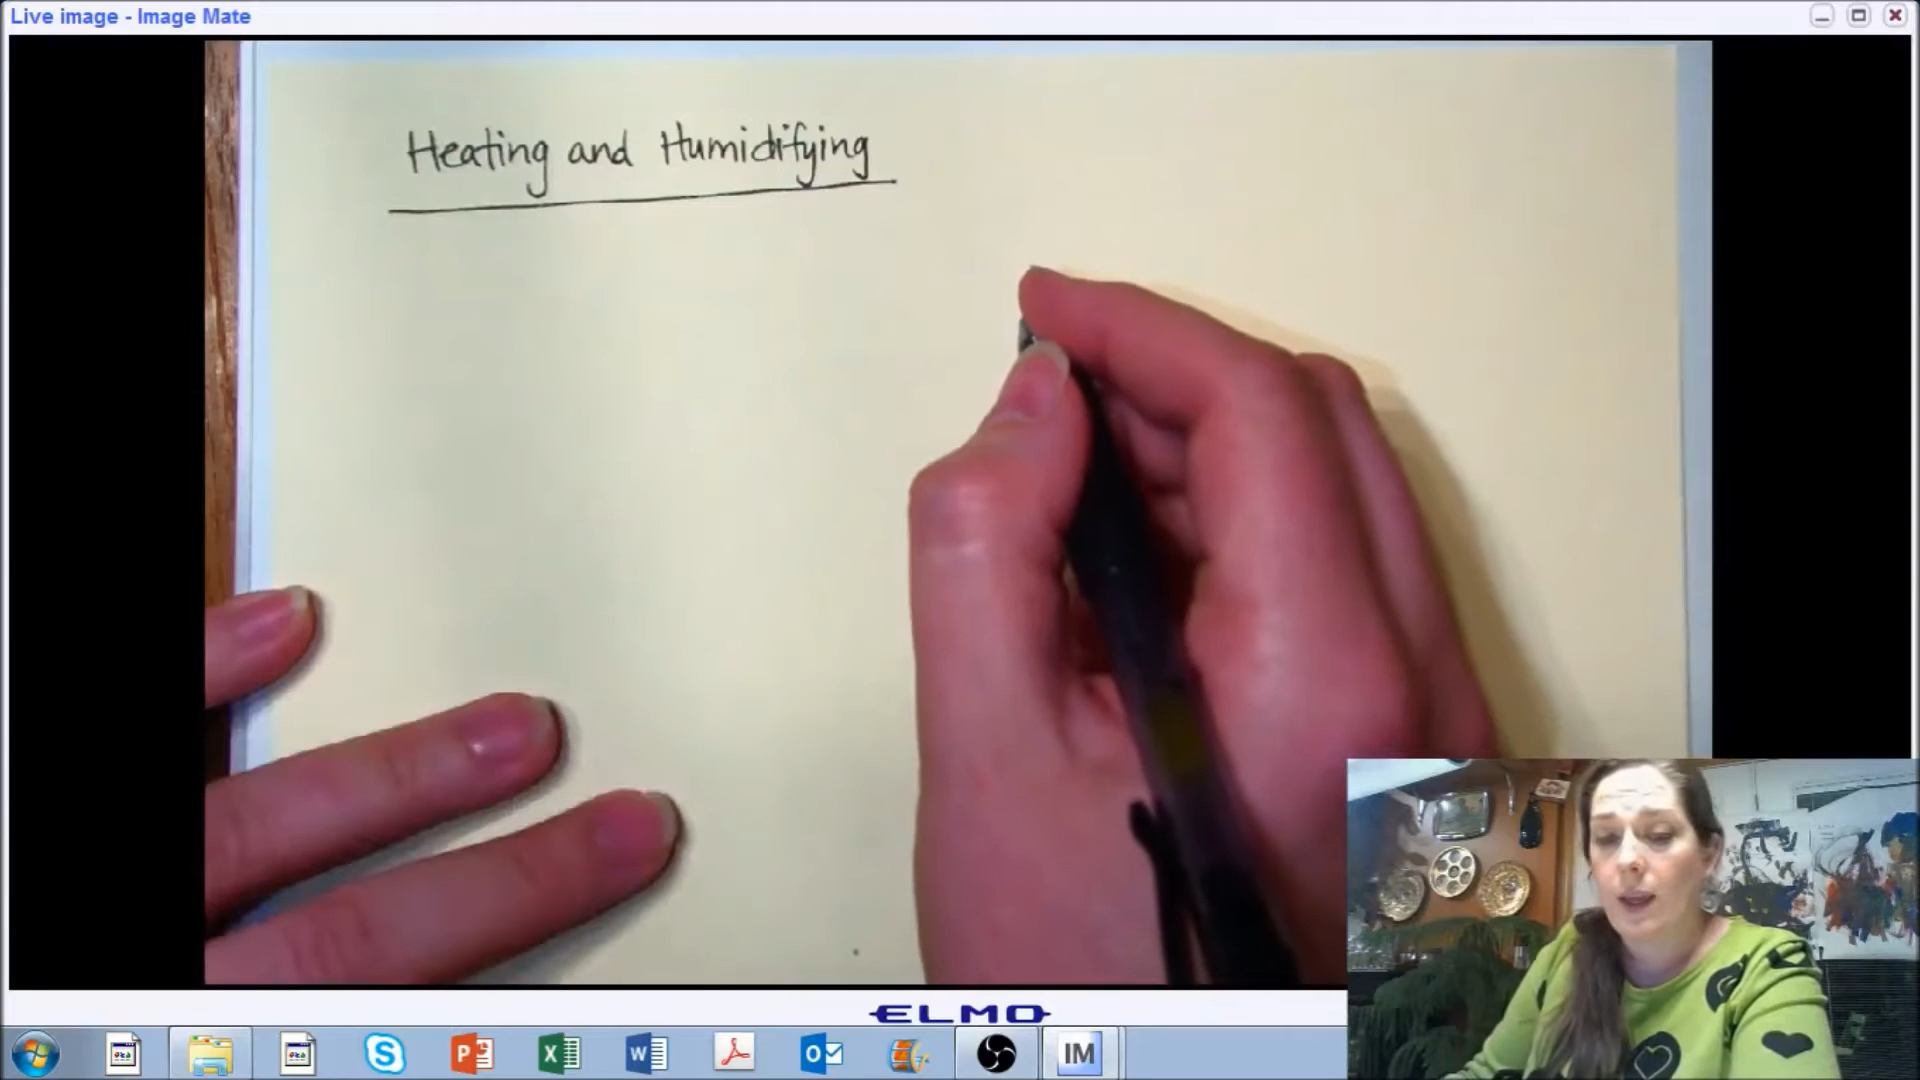 Live image - Image Mate
Heating and Humidifying
ELMO
IM